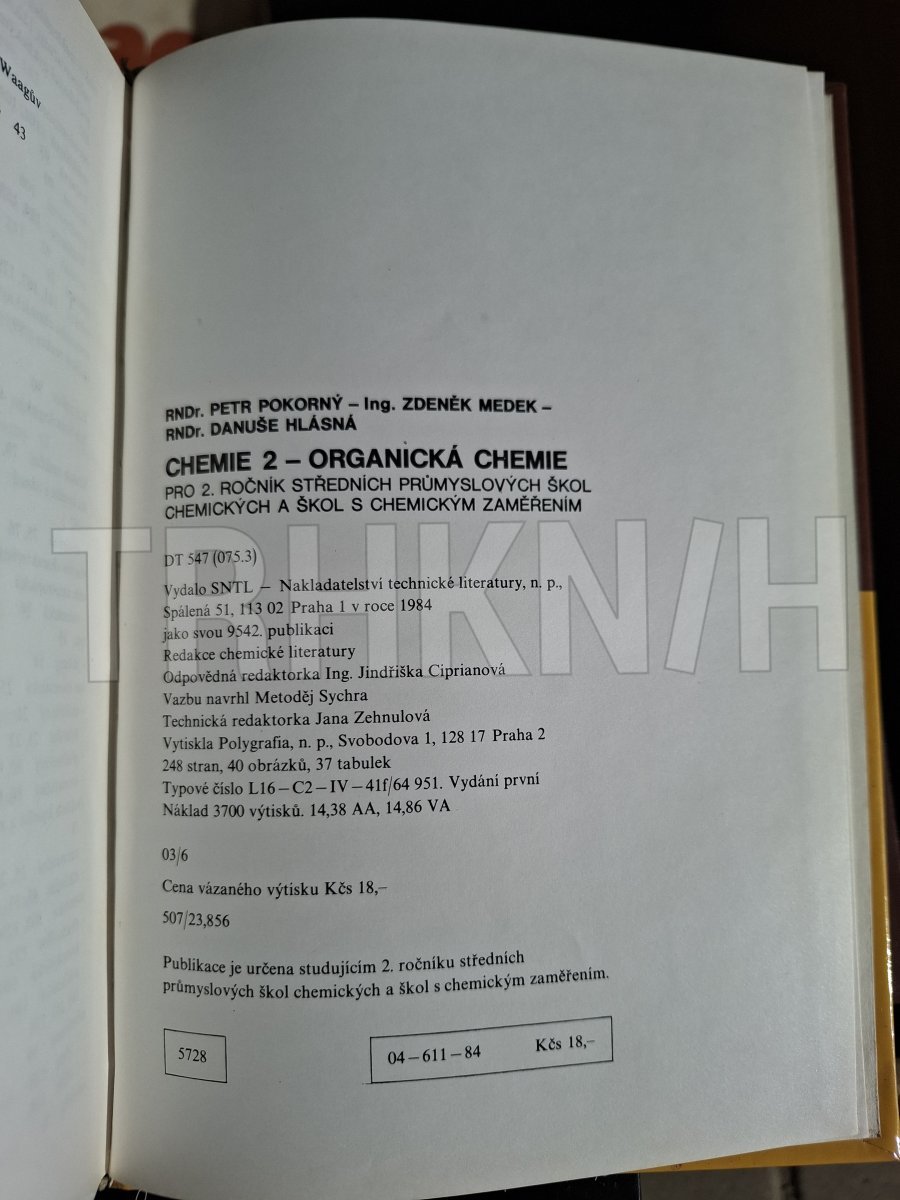 Waagův
43
RNDr. PETR POKORNÝ – Ing. ZDENĚK MEDEK –
RNDr. DANUŠE HLÁSNÁ
CHEMIE 2 – ORGANICKÁ CHEMIE
PRO 2. ROČNÍK STŘEDNÍCH PRŮMYSLOVÝCH ŠKOL
CHEMICKÝCH A ŠKOL S CHEMICKÝM ZAMĚŘENÍM
TRHKNIH
DT 547 (075.3)
Vydalo SNTL — Nakladatelství technické literatury, n. p.,
Spálená 51, 113 02 Praha 1 v roce 1984
jako svou 9542. publikaci
Redakce chemické literatury
Odpovědná redaktorka Ing. Jindřiška Ciprianová
Vazbu navrhl Metoděj Sychra
Technická redaktorka Jana Zehnulová
Vytiskla Polygrafia, n. p., Svobodova 1, 128 17 Praha 2
248 stran, 40 obrázků, 37 tabulek
Typové číslo L16–C2–IV–41f/64 951. Vydání první
Náklad 3700 výtisků. 14,38 AA, 14,86 VA
03/6
Cena vázaného výtisku Kčs 18,–
507/23,856
Publikace je určena studujícím 2. ročníku středních
průmyslových škol chemických a škol s chemickým zaměřením.
5728
04–611–84 Kčs 18,–